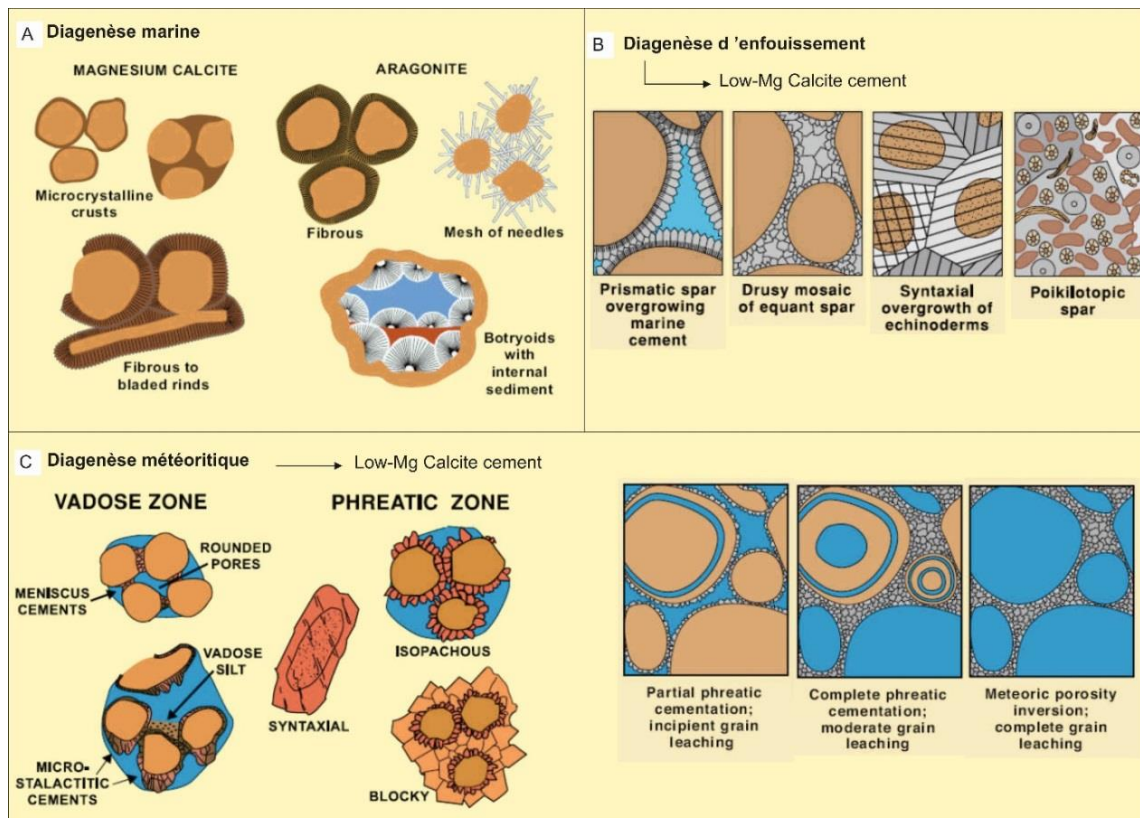 A Diagenèse marine
MAGNESIUM CALCITE
ARAGONITE
Microcrystalline
crusts
Fibrous
Mesh of needles
Fibrous to
bladed rinds
Botryoids
with
internal
sediment
B Diagenèse d ’enfouissement
Low-Mg Calcite cement
Prismatic spar
overgrowing
marine
cement
Drusy mosaic
of equant spar
Syntaxial
overgrowth of
echinoderms
Poikilotopic
spar
C Diagenèse météoritique
Low-Mg Calcite cement
VADOSE ZONE
PHREATIC ZONE
ROUNDED
PORES
MENISCUS
CEMENTS
VADOSE
SILT
MICRO-
STALACTITIC
CEMENTS
SYNTAXIAL
ISOPACHOUS
BLOCKY
Partial phreatic
cementation;
incipient grain
leaching
Complete phreatic
cementation;
moderate grain
leaching
Meteoric porosity
inversion;
complete grain
leaching